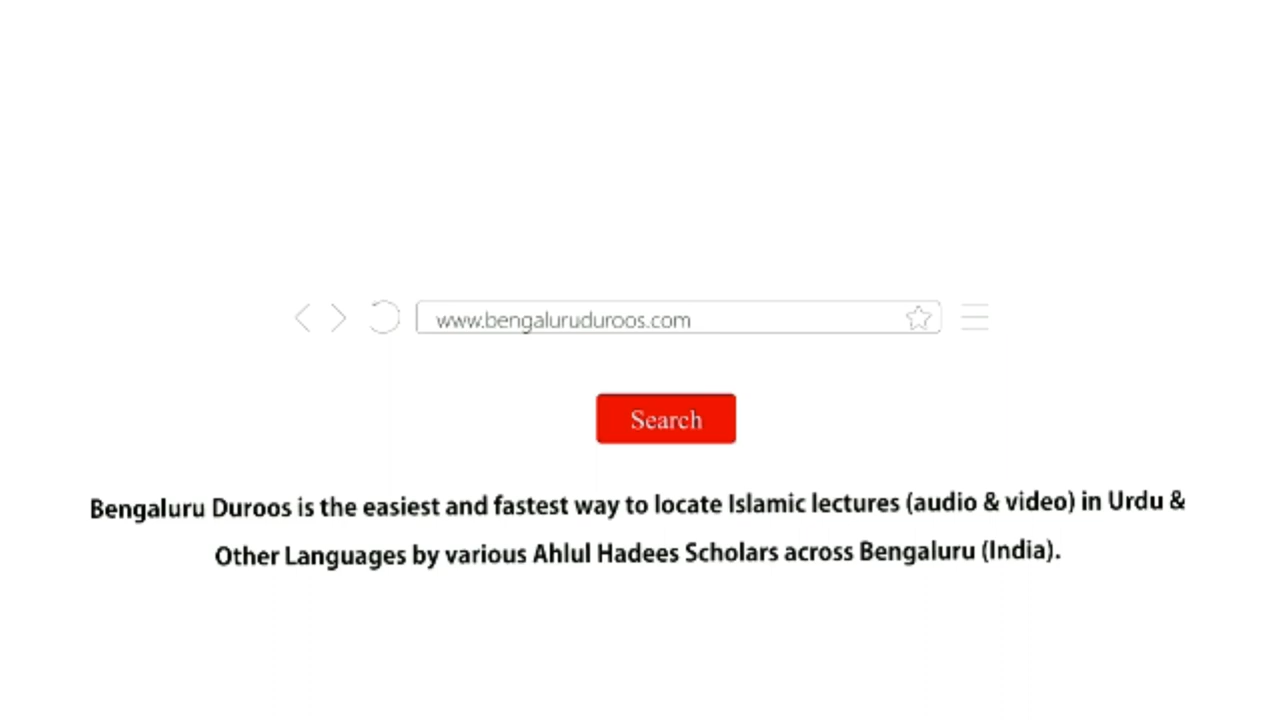 www.bengaluruduroos.com
Search
Bengaluru Duroos is the easiest and fastest way to locate Islamic lectures (audio & video) in Urdu &
Other Languages by various Ahlul Hadees Scholars across Bengaluru (India).